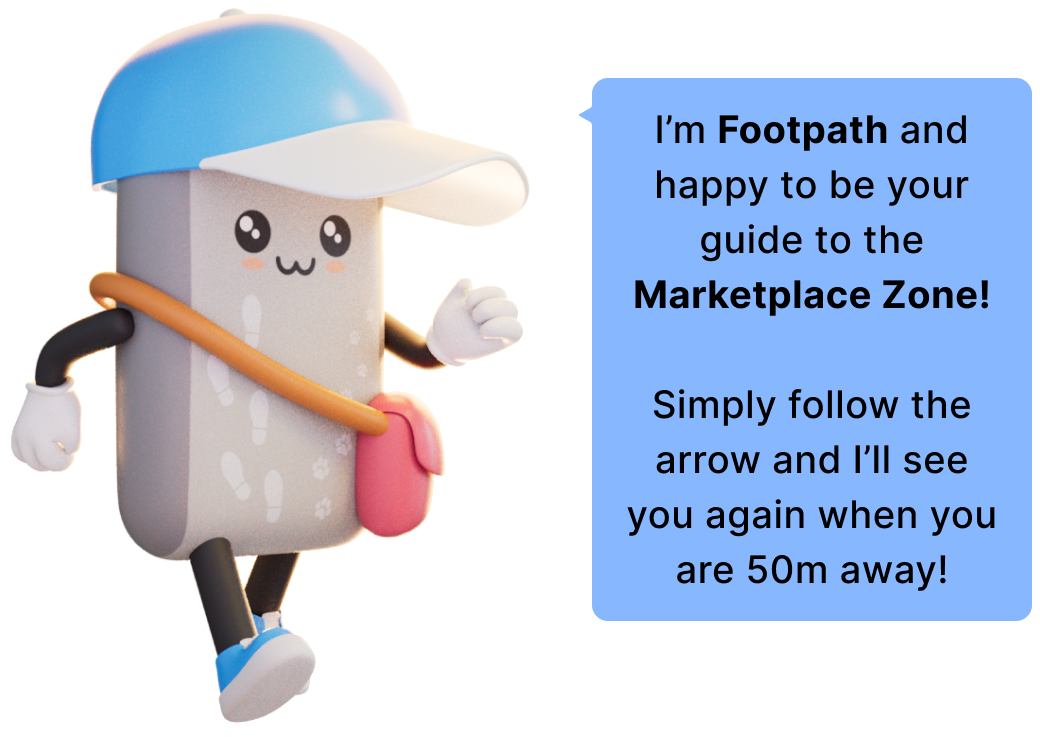 I’m Footpath and
happy to be your
guide to the
Marketplace Zone!
Simply follow the
arrow and I’ll see
you again when you
are 50m away!